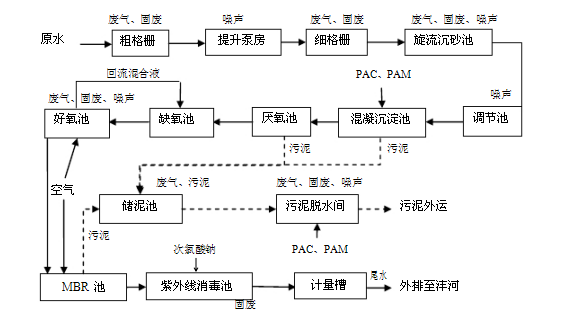 废气、固废
噪声
废气、固废
废气、固废、噪声
原水
粗格栅
提升泵房
细格栅
旋流沉砂池
回流混合液
PAC、PAM
废气、固废、噪声
噪声
好氧池
缺氧池
厌氧池
混凝沉淀池
调节池
污泥
污泥
空气
废气、污泥
废气、固废、噪声
储泥池
污泥脱水间
污泥外运
污泥
次氯酸钠
PAC、PAM
MBR 池
紫外线消毒池
计量槽
尾水
外排至沣河
固废